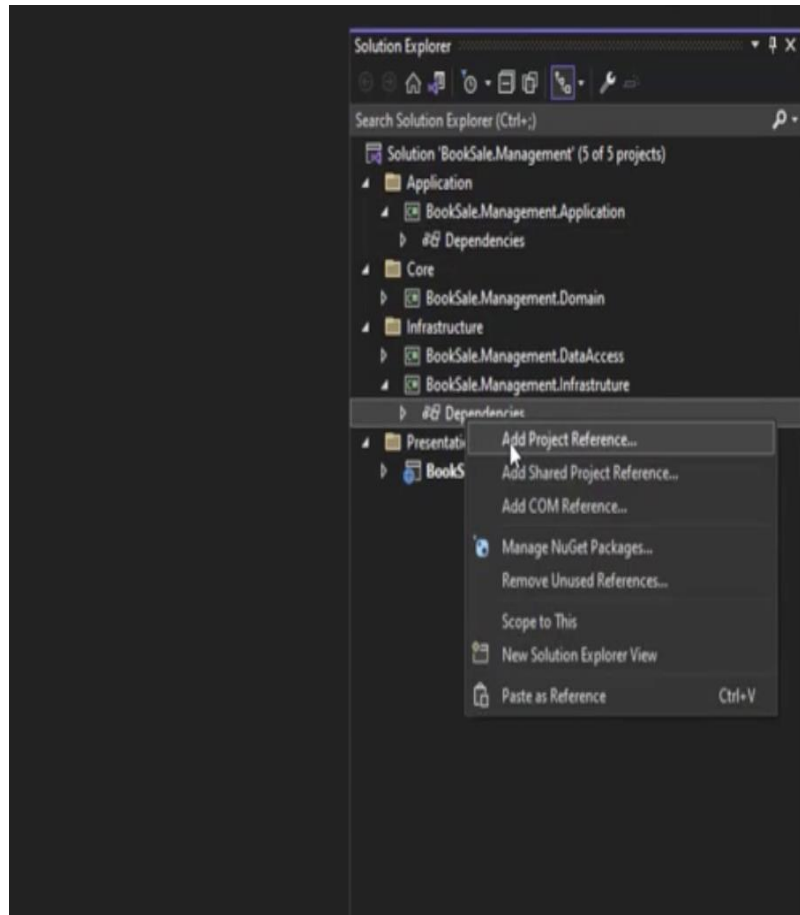 Solution Explorer
Search Solution Explorer (Ctrl+;)
Solution 'BookSale.Management' (5 of 5 projects)
Application
BookSale.Management.Application
Dependencies
Core
BookSale.Management.Domain
Infrastructure
BookSale.Management.DataAccess
BookSale.Management.Infrastruture
Dependencies
Presentati
BookS
Add Project Reference...
Add Shared Project Reference...
Add COM Reference...
Manage NuGet Packages...
Remove Unused References...
Scope to This
New Solution Explorer View
Paste as Reference Ctrl+V